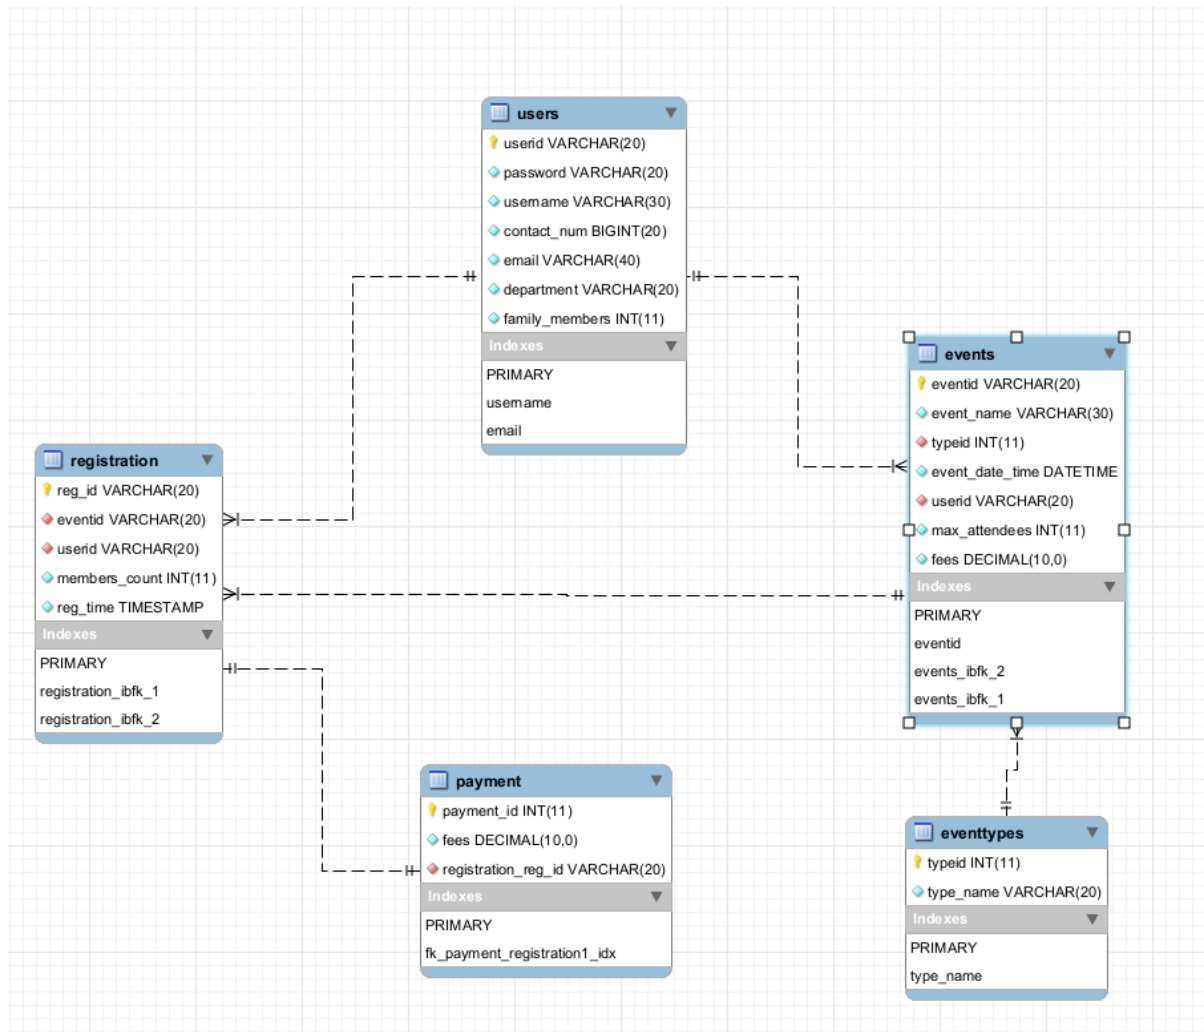 users
userid VARCHAR(20)
password VARCHAR(20)
username VARCHAR(30)
contact_num BIGINT(20)
email VARCHAR(40)
department VARCHAR(20)
family_members INT(11)
Indexes
PRIMARY
username
email
events
eventid VARCHAR(20)
event_name VARCHAR(30)
typeid INT(11)
event_date_time DATETIME
userid VARCHAR(20)
max_attendees INT(11)
fees DECIMAL(10,0)
Indexes
PRIMARY
eventid
events_ibfk_2
events_ibfk_1
registration
reg_id VARCHAR(20)
eventid VARCHAR(20)
userid VARCHAR(20)
members_count INT(11)
reg_time TIMESTAMP
Indexes
PRIMARY
registration_ibfk_1
registration_ibfk_2
payment
payment_id INT(11)
fees DECIMAL(10,0)
registration_reg_id VARCHAR(20)
Indexes
PRIMARY
fk_payment_registration1_idx
eventtypes
typeid INT(11)
type_name VARCHAR(20)
Indexes
PRIMARY
type_name